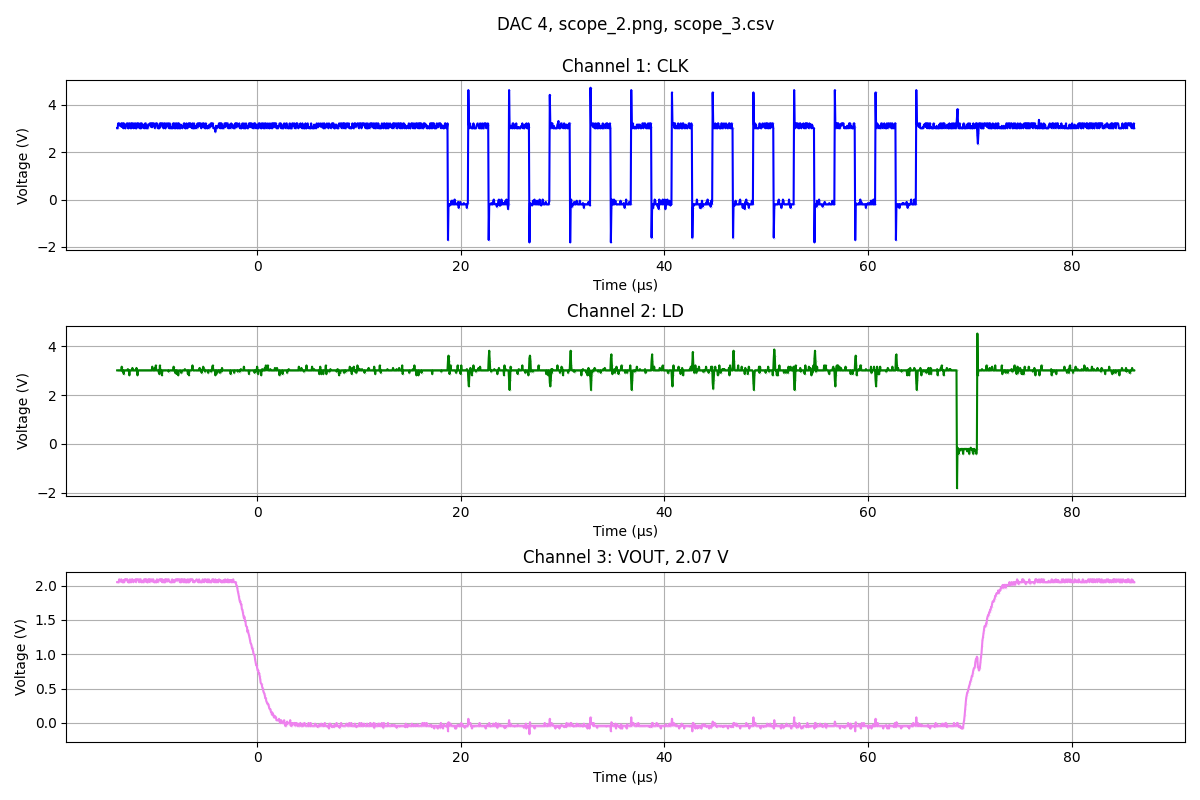 DAC 4, scope_2.png, scope_3.csv
Channel 1: CLK
Voltage (V)
4
2
0
−2
0 20 40 60 80
Time (µs)
Channel 2: LD
Voltage (V)
4
2
0
−2
0 20 40 60 80
Time (µs)
Channel 3: VOUT, 2.07 V
Voltage (V)
2.0
1.5
1.0
0.5
0.0
0 20 40 60 80
Time (µs)